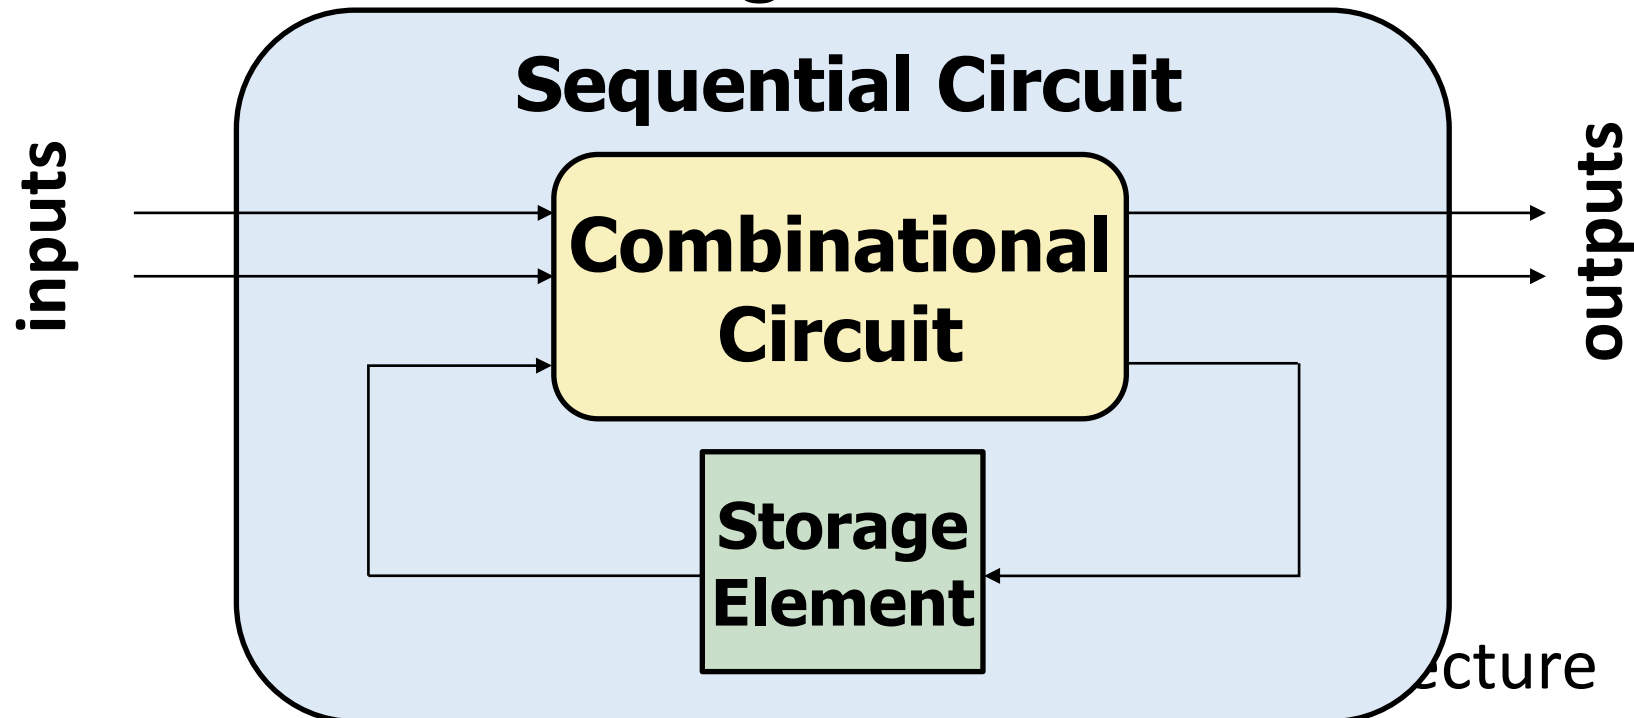 Sequential Circuit
inputs
Combinational
Circuit
outputs
Storage
Element
ecture